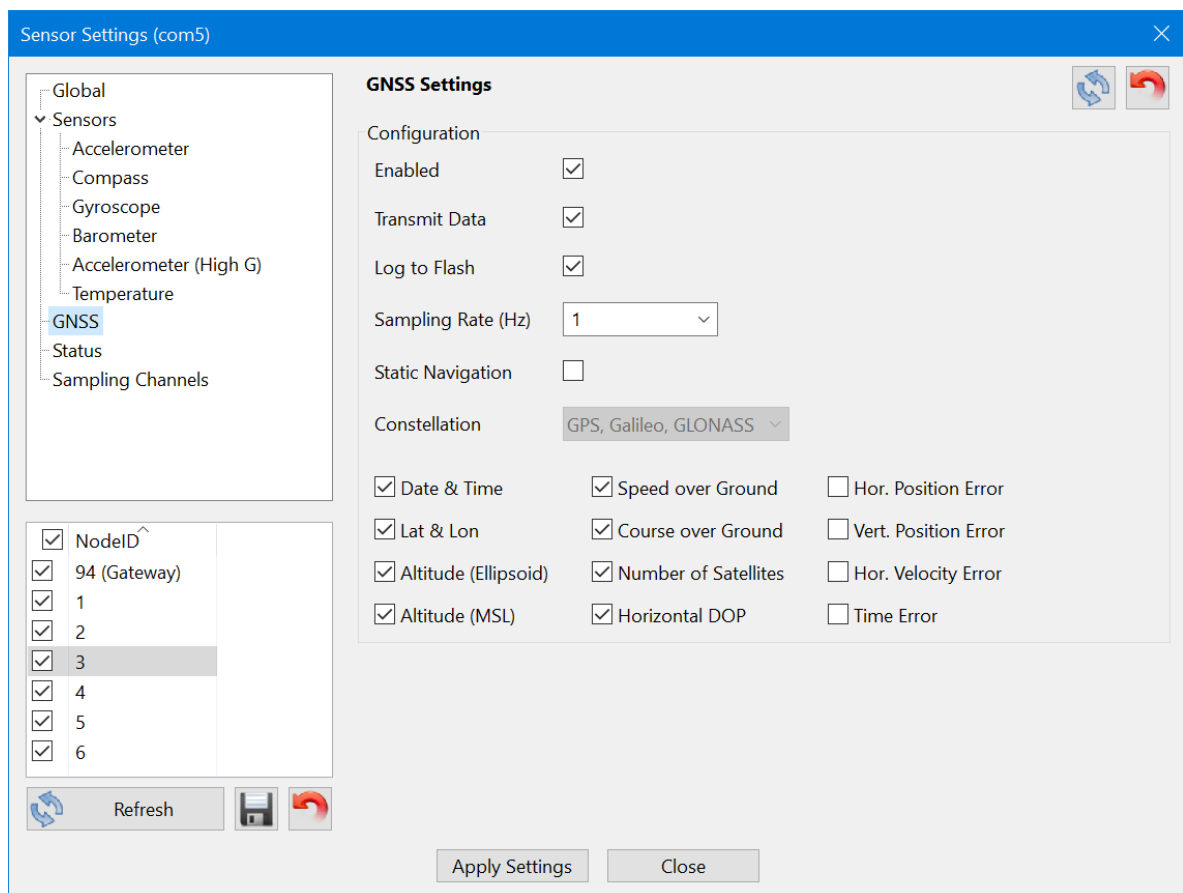 Sensor Settings (com5)
Global
Sensors
Accelerometer
Compass
Gyroscope
Barometer
Accelerometer (High G)
Temperature
GNSS
Status
Sampling Channels
NodeID
94 (Gateway)
1
2
3
4
5
6
Refresh
GNSS Settings
Configuration
Enabled
Transmit Data
Log to Flash
Sampling Rate (Hz) 1
Static Navigation
Constellation GPS, Galileo, GLONASS
Date & Time Speed over Ground Hor. Position Error
Lat & Lon Course over Ground Vert. Position Error
Altitude (Ellipsoid) Number of Satellites Hor. Velocity Error
Altitude (MSL) Horizontal DOP Time Error
Apply Settings Close